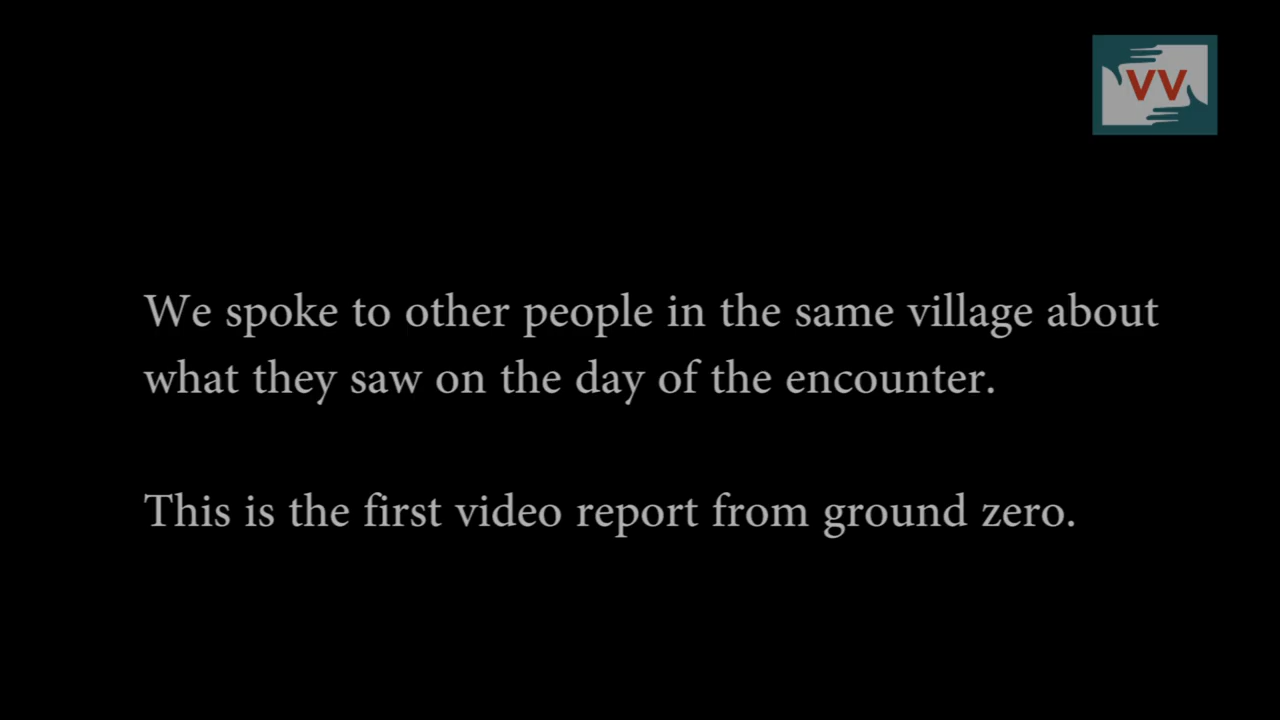 VV
We spoke to other people in the same village about
what they saw on the day of the encounter.
This is the first video report from ground zero.